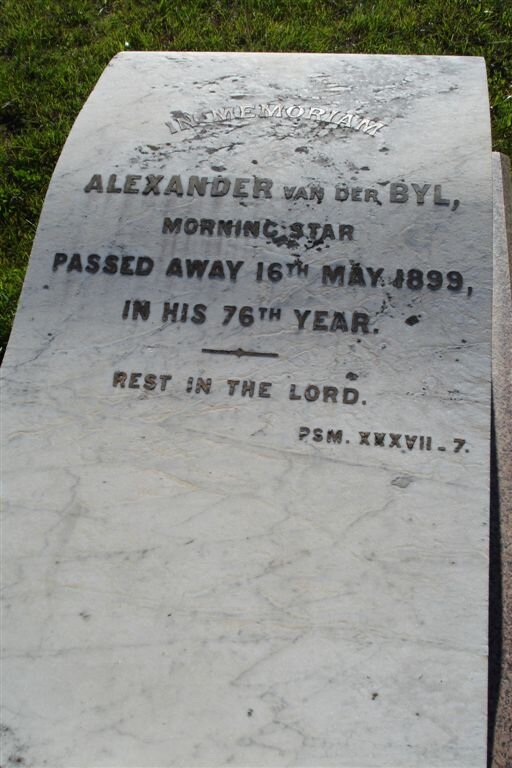 IN MEMORIAM
ALEXANDER VAN DER BYL,
MORNING STAR
PASSED AWAY 16TH MAY 1899,
IN HIS 76TH YEAR.
REST IN THE LORD.
PSM. XXXVII-7.